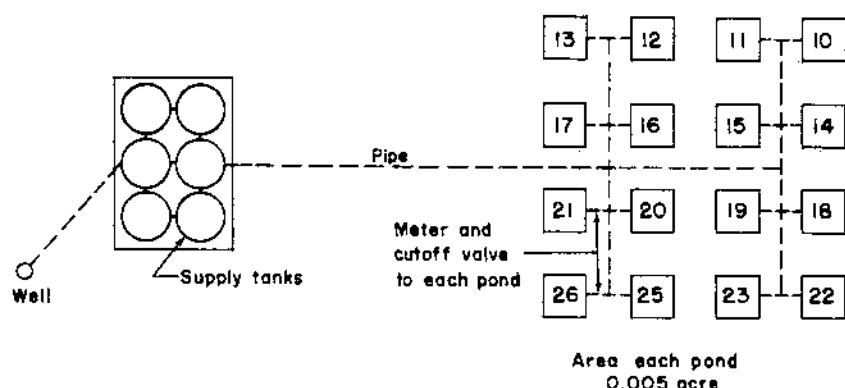 13 12 11 10
17 16 15 14
Pipe
21 20 19 18
Meter and
cutoff valve
to each pond
Supply tanks
Well
26 25 23 22
Area each pond
0.005 acre